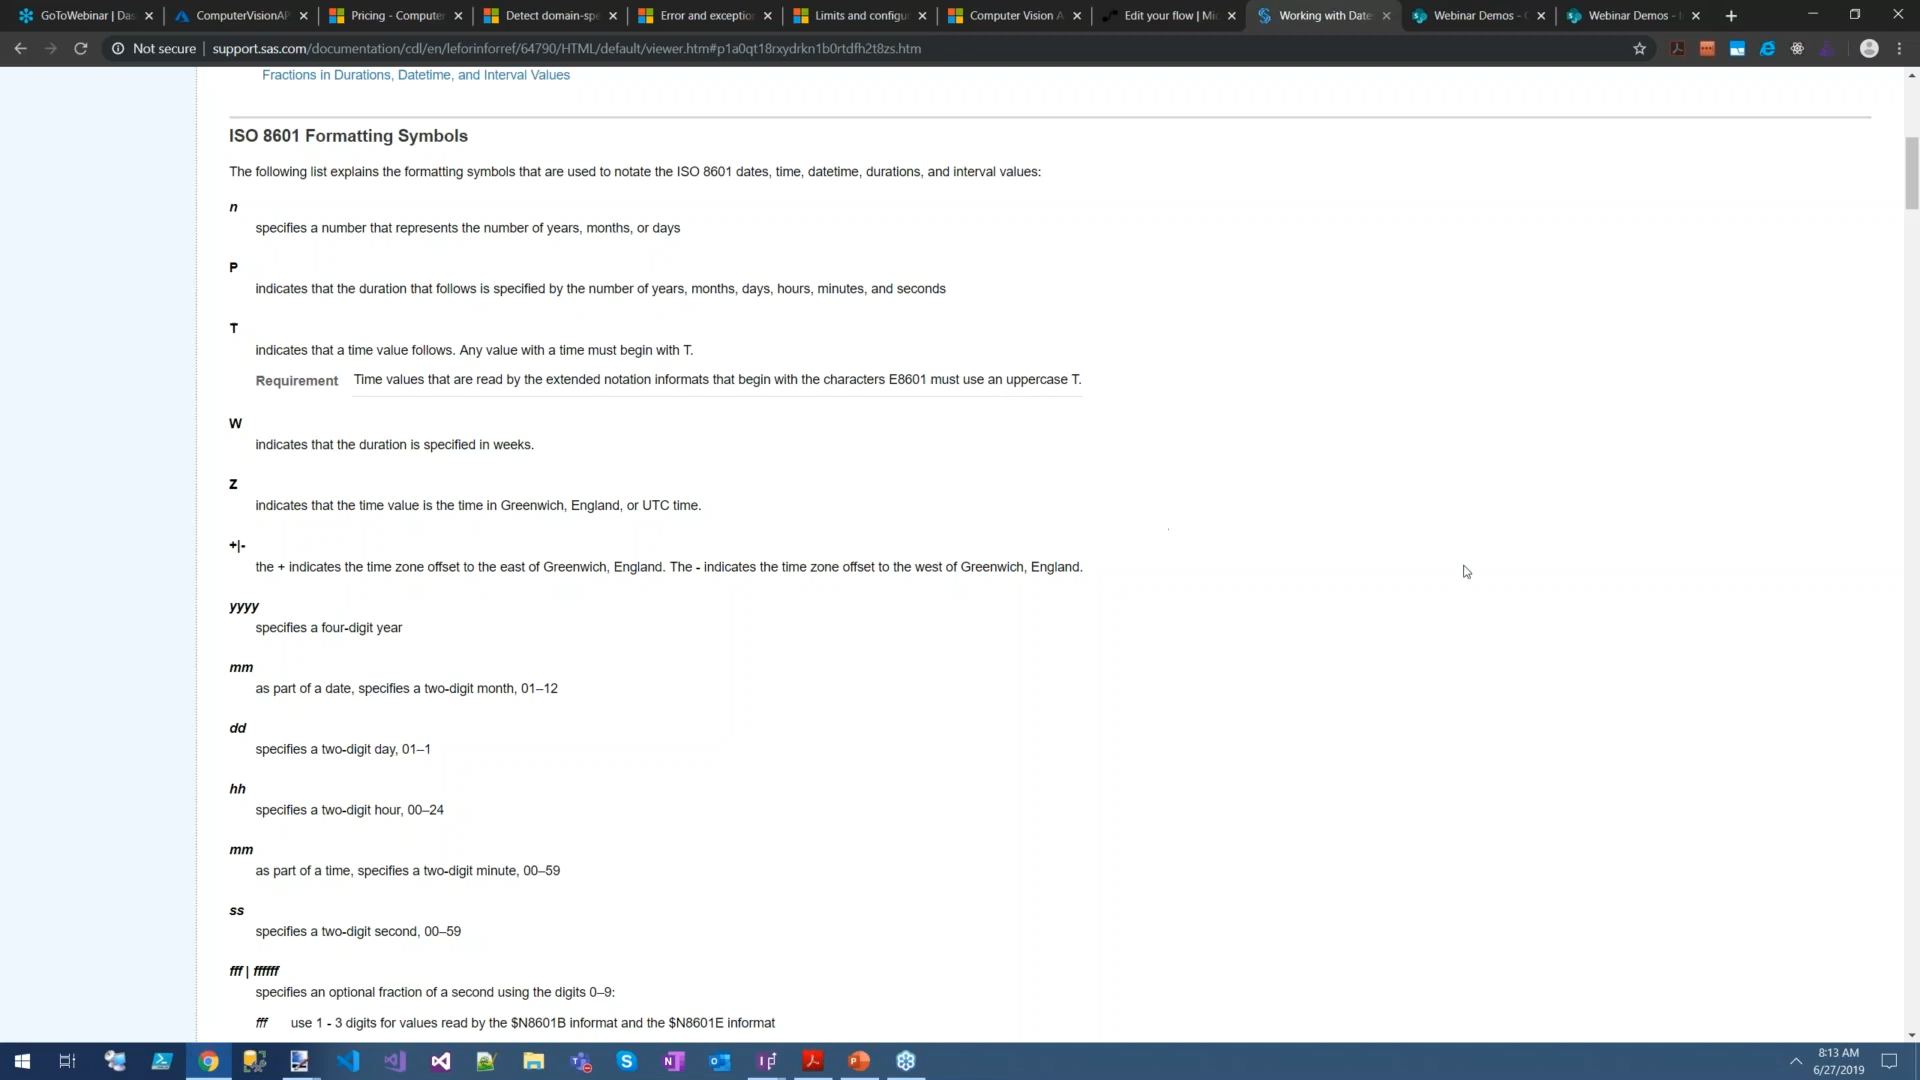 GoToWebinar | Das
ComputerVisionAP
Pricing - Computer
Detect domain-spe
Error and exceptio
Limits and configu
Computer Vision A
Edit your flow | Mi
Working with Date
Webinar Demos -
Webinar Demos -
Not secure | support.sas.com/documentation/cdl/en/leforinforref/64790/HTML/default/viewer.htm#p1a0qt18rxydrkn1b0rtdfh2t8zs.htm
Fractions in Durations, Datetime, and Interval Values
ISO 8601 Formatting Symbols
The following list explains the formatting symbols that are used to notate the ISO 8601 dates, time, datetime, durations, and interval values:
n
specifies a number that represents the number of years, months, or days
P
indicates that the duration that follows is specified by the number of years, months, days, hours, minutes, and seconds
T
indicates that a time value follows. Any value with a time must begin with T.
Requirement Time values that are read by the extended notation informats that begin with the characters E8601 must use an uppercase T.
W
indicates that the duration is specified in weeks.
Z
indicates that the time value is the time in Greenwich, England, or UTC time.
+|-
the + indicates the time zone offset to the east of Greenwich, England. The - indicates the time zone offset to the west of Greenwich, England.
yyyy
specifies a four-digit year
mm
as part of a date, specifies a two-digit month, 01–12
dd
specifies a two-digit day, 01–1
hh
specifies a two-digit hour, 00–24
mm
as part of a time, specifies a two-digit minute, 00–59
ss
specifies a two-digit second, 00–59
fff | ffffff
specifies an optional fraction of a second using the digits 0–9:
fff use 1 - 3 digits for values read by the $N8601B informat and the $N8601E informat
8:13 AM
6/27/2019